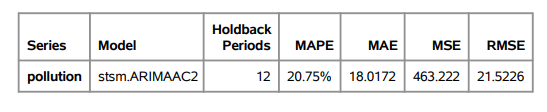 Series Model Holdback Periods MAPE MAE MSE RMSE
pollution stsm.ARIMAAC2 12 20.75% 18.0172 463.222 21.5226